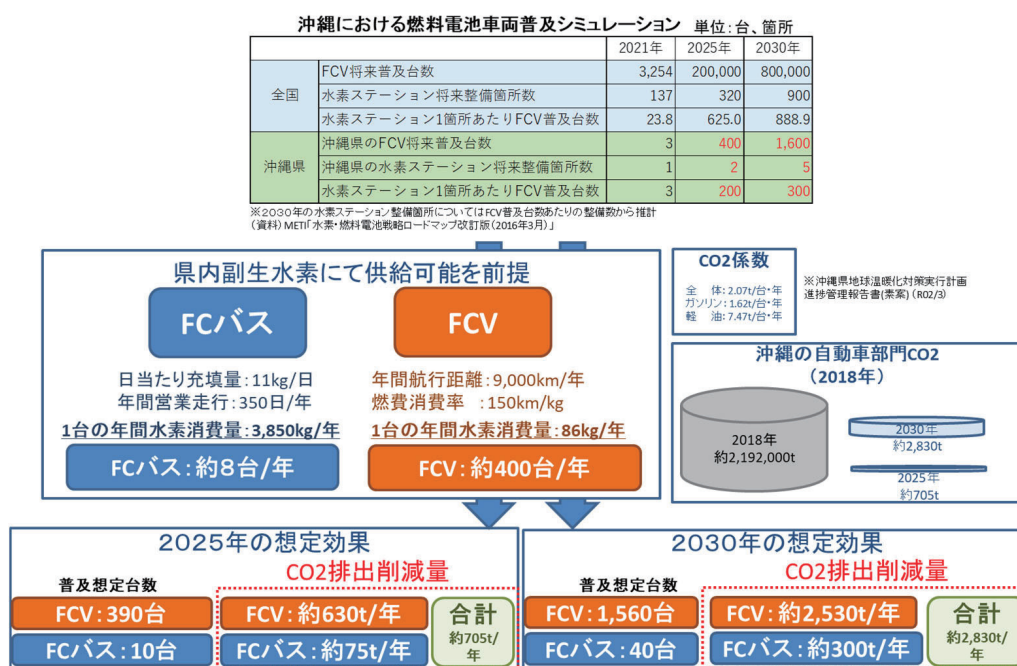 沖縄における燃料電池車両普及シミュレーション 単位：台、箇所
2021年 2025年 2030年
全国
FCV将来普及台数 3,254 200,000 800,000
水素ステーション将来整備箇所数 137 320 900
水素ステーション1箇所あたりFCV普及台数 23.8 625.0 888.9
沖縄県
沖縄県のFCV将来普及台数 3 400 1,600
沖縄県の水素ステーション将来整備箇所数 1 2 5
水素ステーション1箇所あたりFCV普及台数 3 200 300
※2030年の水素ステーション整備箇所についてはFCV普及台数あたりの整備数から推計
（資料）METI「水素・燃料電池戦略ロードマップ改訂版（2016年3月）」
県内副生水素にて供給可能を前提
FCバス
日当たり充填量：11kg/日
年間営業走行：350日/年
1台の年間水素消費量：3,850kg/年
FCバス：約8台/年
FCV
年間航行距離：9,000km/年
燃費消費率 ：150km/kg
1台の年間水素消費量：86kg/年
FCV：約400台/年
CO2係数
全 体：2.07t/台・年
ガソリン：1.62t/台・年
軽 油：7.47t/台・年
※沖縄県地球温暖化対策実行計画
進捗管理報告書(素案)（R02/3）
沖縄の自動車部門CO2
（2018年）
2018年
約2,192,000t
2030年
約2,830t
2025年
約705t
2025年の想定効果
普及想定台数
CO2排出削減量
FCV：390台
FCV：約630t/年
FCバス：10台
FCバス：約75t/年
合計
約705t/
年
2030年の想定効果
普及想定台数
CO2排出削減量
FCV：1,560台
FCV：約2,530t/年
FCバス：40台
FCバス：約300t/年
合計
約2,830t/
年